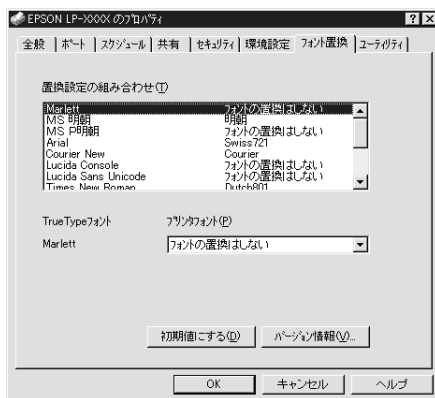 EPSON LP-XXXX のプロパティ
全般 ポート スケジュール 共有 セキュリティ 環境設定 フォント置換 ユーティリティ
置換設定の組み合わせ(T)
Marlett フォントの置換はしない
MS 明朝 明朝
MS P明朝 フォントの置換はしない
Arial Swiss721
Courier New Courier
Lucida Console フォントの置換はしない
Lucida Sans Unicode フォントの置換はしない
Times New Roman Dutch801
TrueTypeフォント プリンタフォント(P)
Marlett フォントの置換はしない
初期値にする(D) バージョン情報(V)...
OK キャンセル ヘルプ